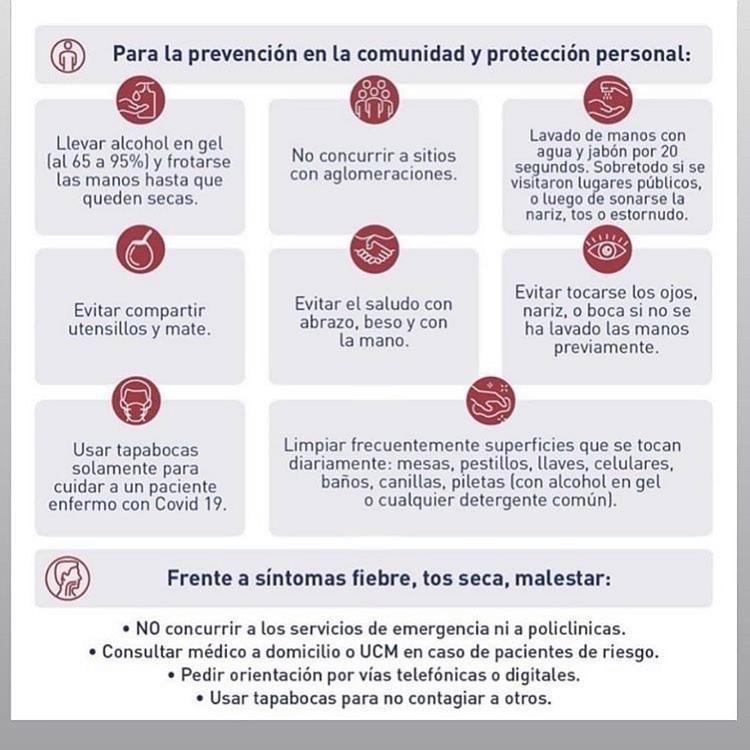 Para la prevención en la comunidad y protección personal:
Llevar alcohol en gel
(al 65 a 95%) y frotarse
las manos hasta que
queden secas.
No concurrir a sitios
con aglomeraciones.
Lavado de manos con
agua y jabón por 20
segundos. Sobretodo si se
visitaron lugares públicos,
o luego de sonarse la
nariz, tos o estornudo.
Evitar compartir
utensillos y mate.
Evitar el saludo con
abrazo, beso y con
la mano.
Evitar tocarse los ojos,
nariz, o boca si no se
ha lavado las manos
previamente.
Usar tapabocas
solamente para
cuidar a un paciente
enfermo con Covid 19.
Limpiar frecuentemente superficies que se tocan
diariamente: mesas, pestillos, llaves, celulares,
baños, canillas, piletas (con alcohol en gel
o cualquier detergente común).
Frente a síntomas fiebre, tos seca, malestar:
• NO concurrir a los servicios de emergencia ni a policlinicas.
• Consultar médico a domicilio o UCM en caso de pacientes de riesgo.
• Pedir orientación por vías telefónicas o digitales.
• Usar tapabocas para no contagiar a otros.